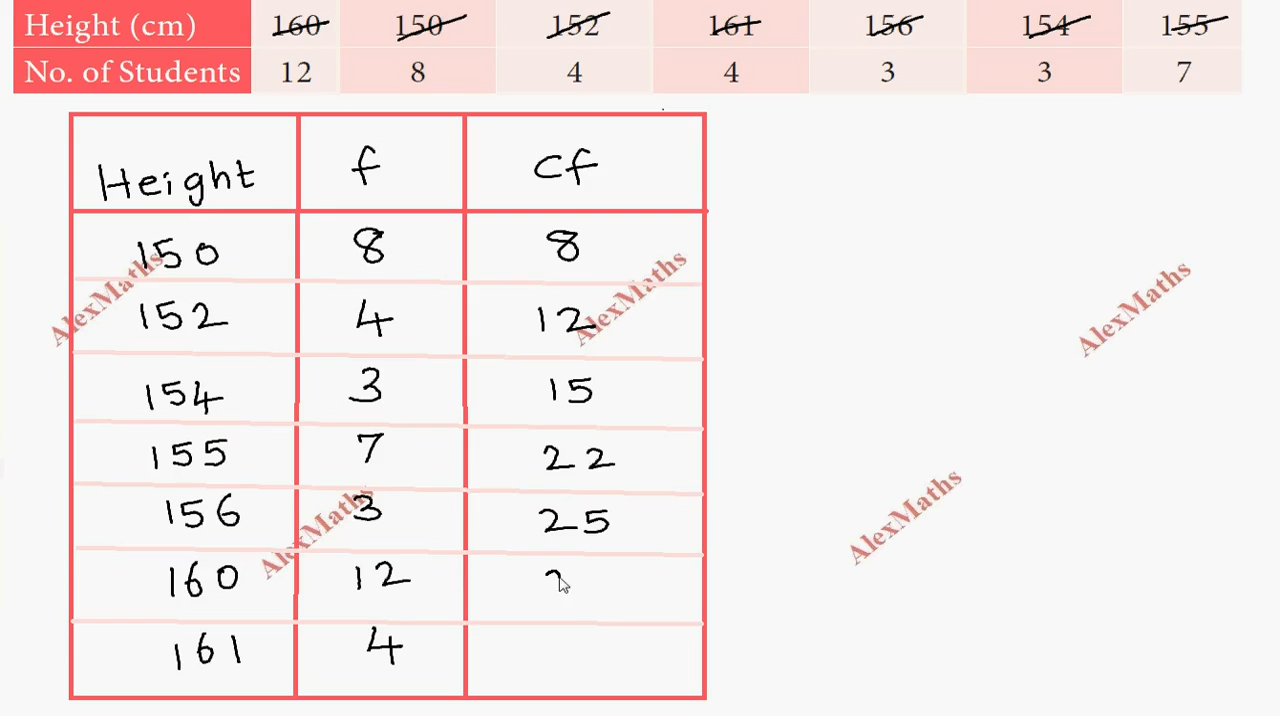 Height (cm) 160 150 152 161 156 154 155
No. of Students 12 8 4 4 3 3 7
Height f cf
150 8 8
152 4 12
154 3 15
155 7 22
156 3 25
160 12
161 4
AlexMaths
AlexMaths
AlexMaths
AlexMaths
AlexMaths